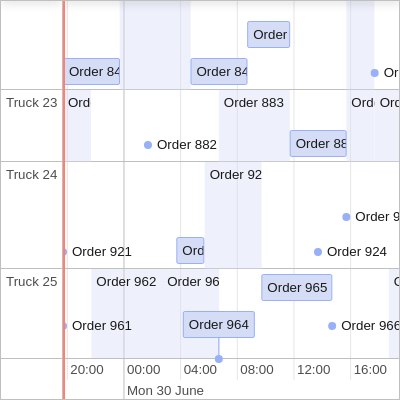 Order
Order 84
Order 84
Or
Truck 23
Ord
Order 883
Ord
Ord
Order 882
Order 88
Truck 24
Order 92
Order 9
Order 921
Ord
Order 924
Truck 25
Order 962
Order 96
O
Order 965
Order 961
Order 964
Order 966
20:00
00:00
04:00
08:00
12:00
16:00
Mon 30 June